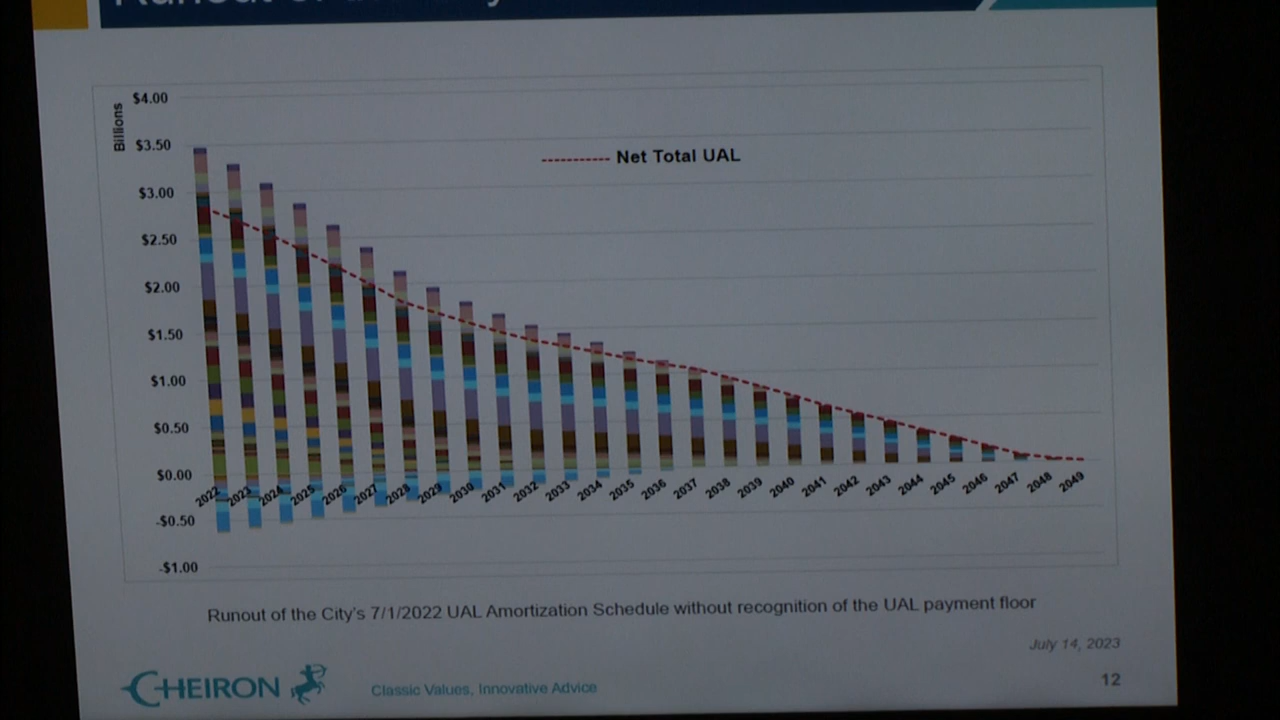 Billions
$4.00
$3.50
$3.00
$2.50
$2.00
$1.50
$1.00
$0.50
$0.00
-$0.50
-$1.00
Net Total UAL
2022 2023 2024 2025 2026 2027 2028 2029 2030 2031 2032 2033 2034 2035 2036 2037 2038 2039 2040 2041 2042 2043 2044 2045 2046 2047 2048 2049
Runout of the City's 7/1/2022 UAL Amortization Schedule without recognition of the UAL payment floor
July 14, 2023
CHEIRON
Classic Values, Innovative Advice
12